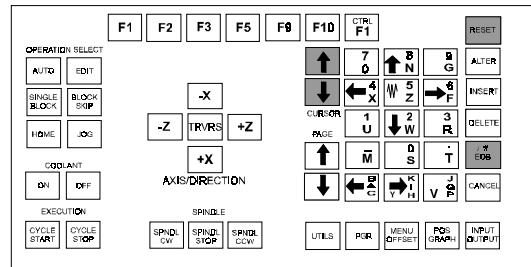 F1 F2 F3 F5 F9 F10 CTRL F1 RESET
OPERATION SELECT
AUTO EDIT
SINGLE BLOCK BLOCK SKIP
HOME JOG
COOLANT
ON OFF
EXECUTION
CYCLE START CYCLE STOP
-X
-Z TRVRS +Z
+X
AXIS/DIRECTION
SPINDLE
SPNDL CW SPNDL STOP SPNDL CCW
7 8 N 9 G ALTER
4 X 5 Z 6 F INSERT
CURSOR
1 U 2 W 3 R DELETE
PAGE
M S T EOB
Y K I H V J Q P CANCEL
UTILS PGR MENU OFFSET POS GRAPH INPUT OUTPUT